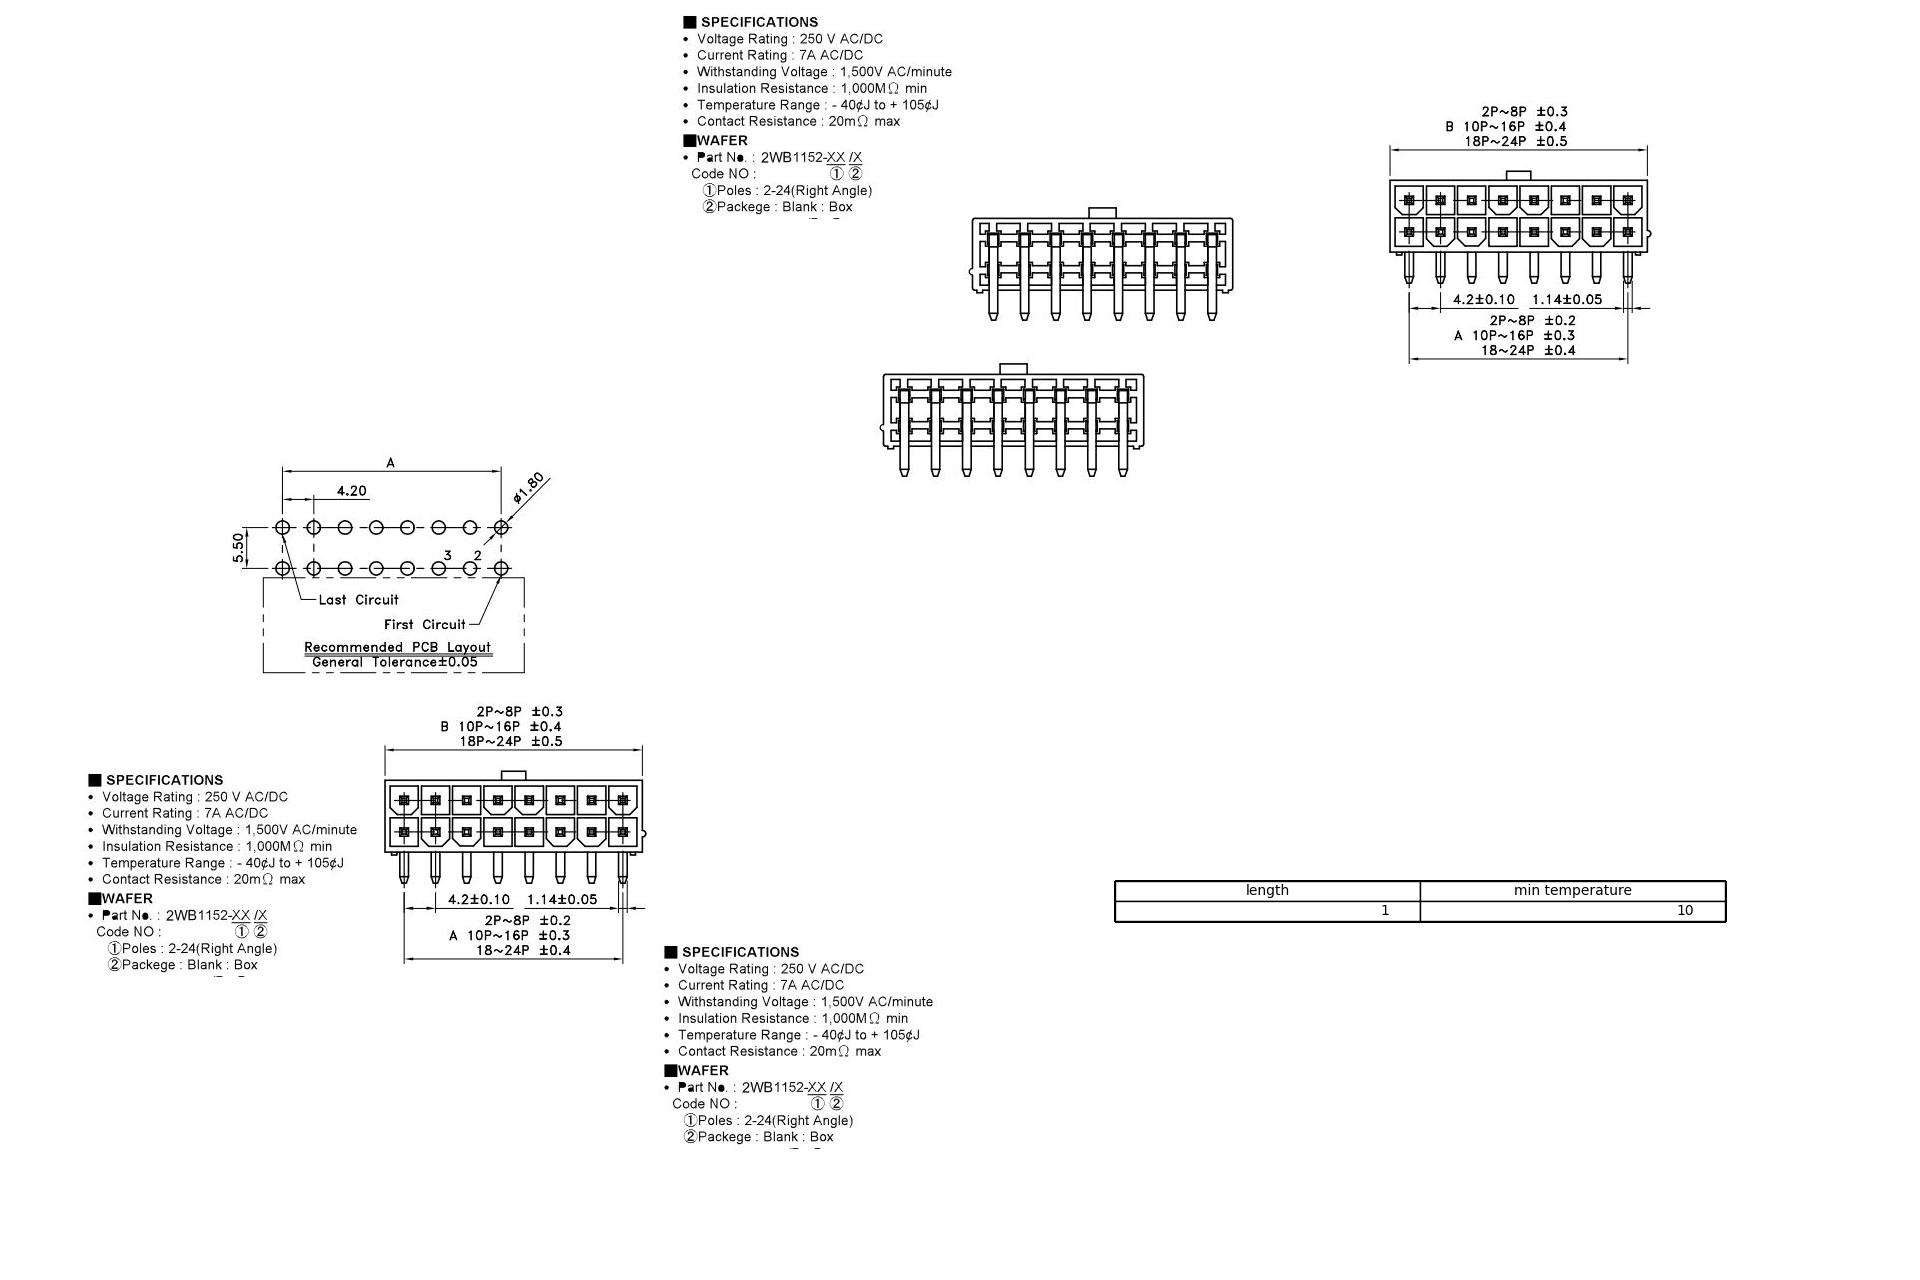 ■ SPECIFICATIONS
• Voltage Rating : 250 V AC/DC
• Current Rating : 7A AC/DC
• Withstanding Voltage : 1,500V AC/minute
• Insulation Resistance : 1,000MΩ min
• Temperature Range : - 40¢J to + 105¢J
• Contact Resistance : 20mΩ max
■WAFER
• Part No. : 2WB1152-XX /X
Code NO : ① ②
①Poles : 2-24(Right Angle)
②Packege : Blank : Box
2P~8P ±0.3
B 10P~16P ±0.4
18P~24P ±0.5
4.2±0.10 1.14±0.05
2P~8P ±0.2
A 10P~16P ±0.3
18~24P ±0.4
A
4.20
ø1.80
5.50
3 2
Last Circuit
First Circuit
Recommended PCB Layout
General Tolerance±0.05
2P~8P ±0.3
B 10P~16P ±0.4
18P~24P ±0.5
4.2±0.10 1.14±0.05
2P~8P ±0.2
A 10P~16P ±0.3
18~24P ±0.4
■ SPECIFICATIONS
• Voltage Rating : 250 V AC/DC
• Current Rating : 7A AC/DC
• Withstanding Voltage : 1,500V AC/minute
• Insulation Resistance : 1,000MΩ min
• Temperature Range : - 40¢J to + 105¢J
• Contact Resistance : 20mΩ max
■WAFER
• Part No. : 2WB1152-XX /X
Code NO : ① ②
①Poles : 2-24(Right Angle)
②Packege : Blank : Box
length min temperature
1 10
■ SPECIFICATIONS
• Voltage Rating : 250 V AC/DC
• Current Rating : 7A AC/DC
• Withstanding Voltage : 1,500V AC/minute
• Insulation Resistance : 1,000MΩ min
• Temperature Range : - 40¢J to + 105¢J
• Contact Resistance : 20mΩ max
■WAFER
• Part No. : 2WB1152-XX /X
Code NO : ① ②
①Poles : 2-24(Right Angle)
②Packege : Blank : Box